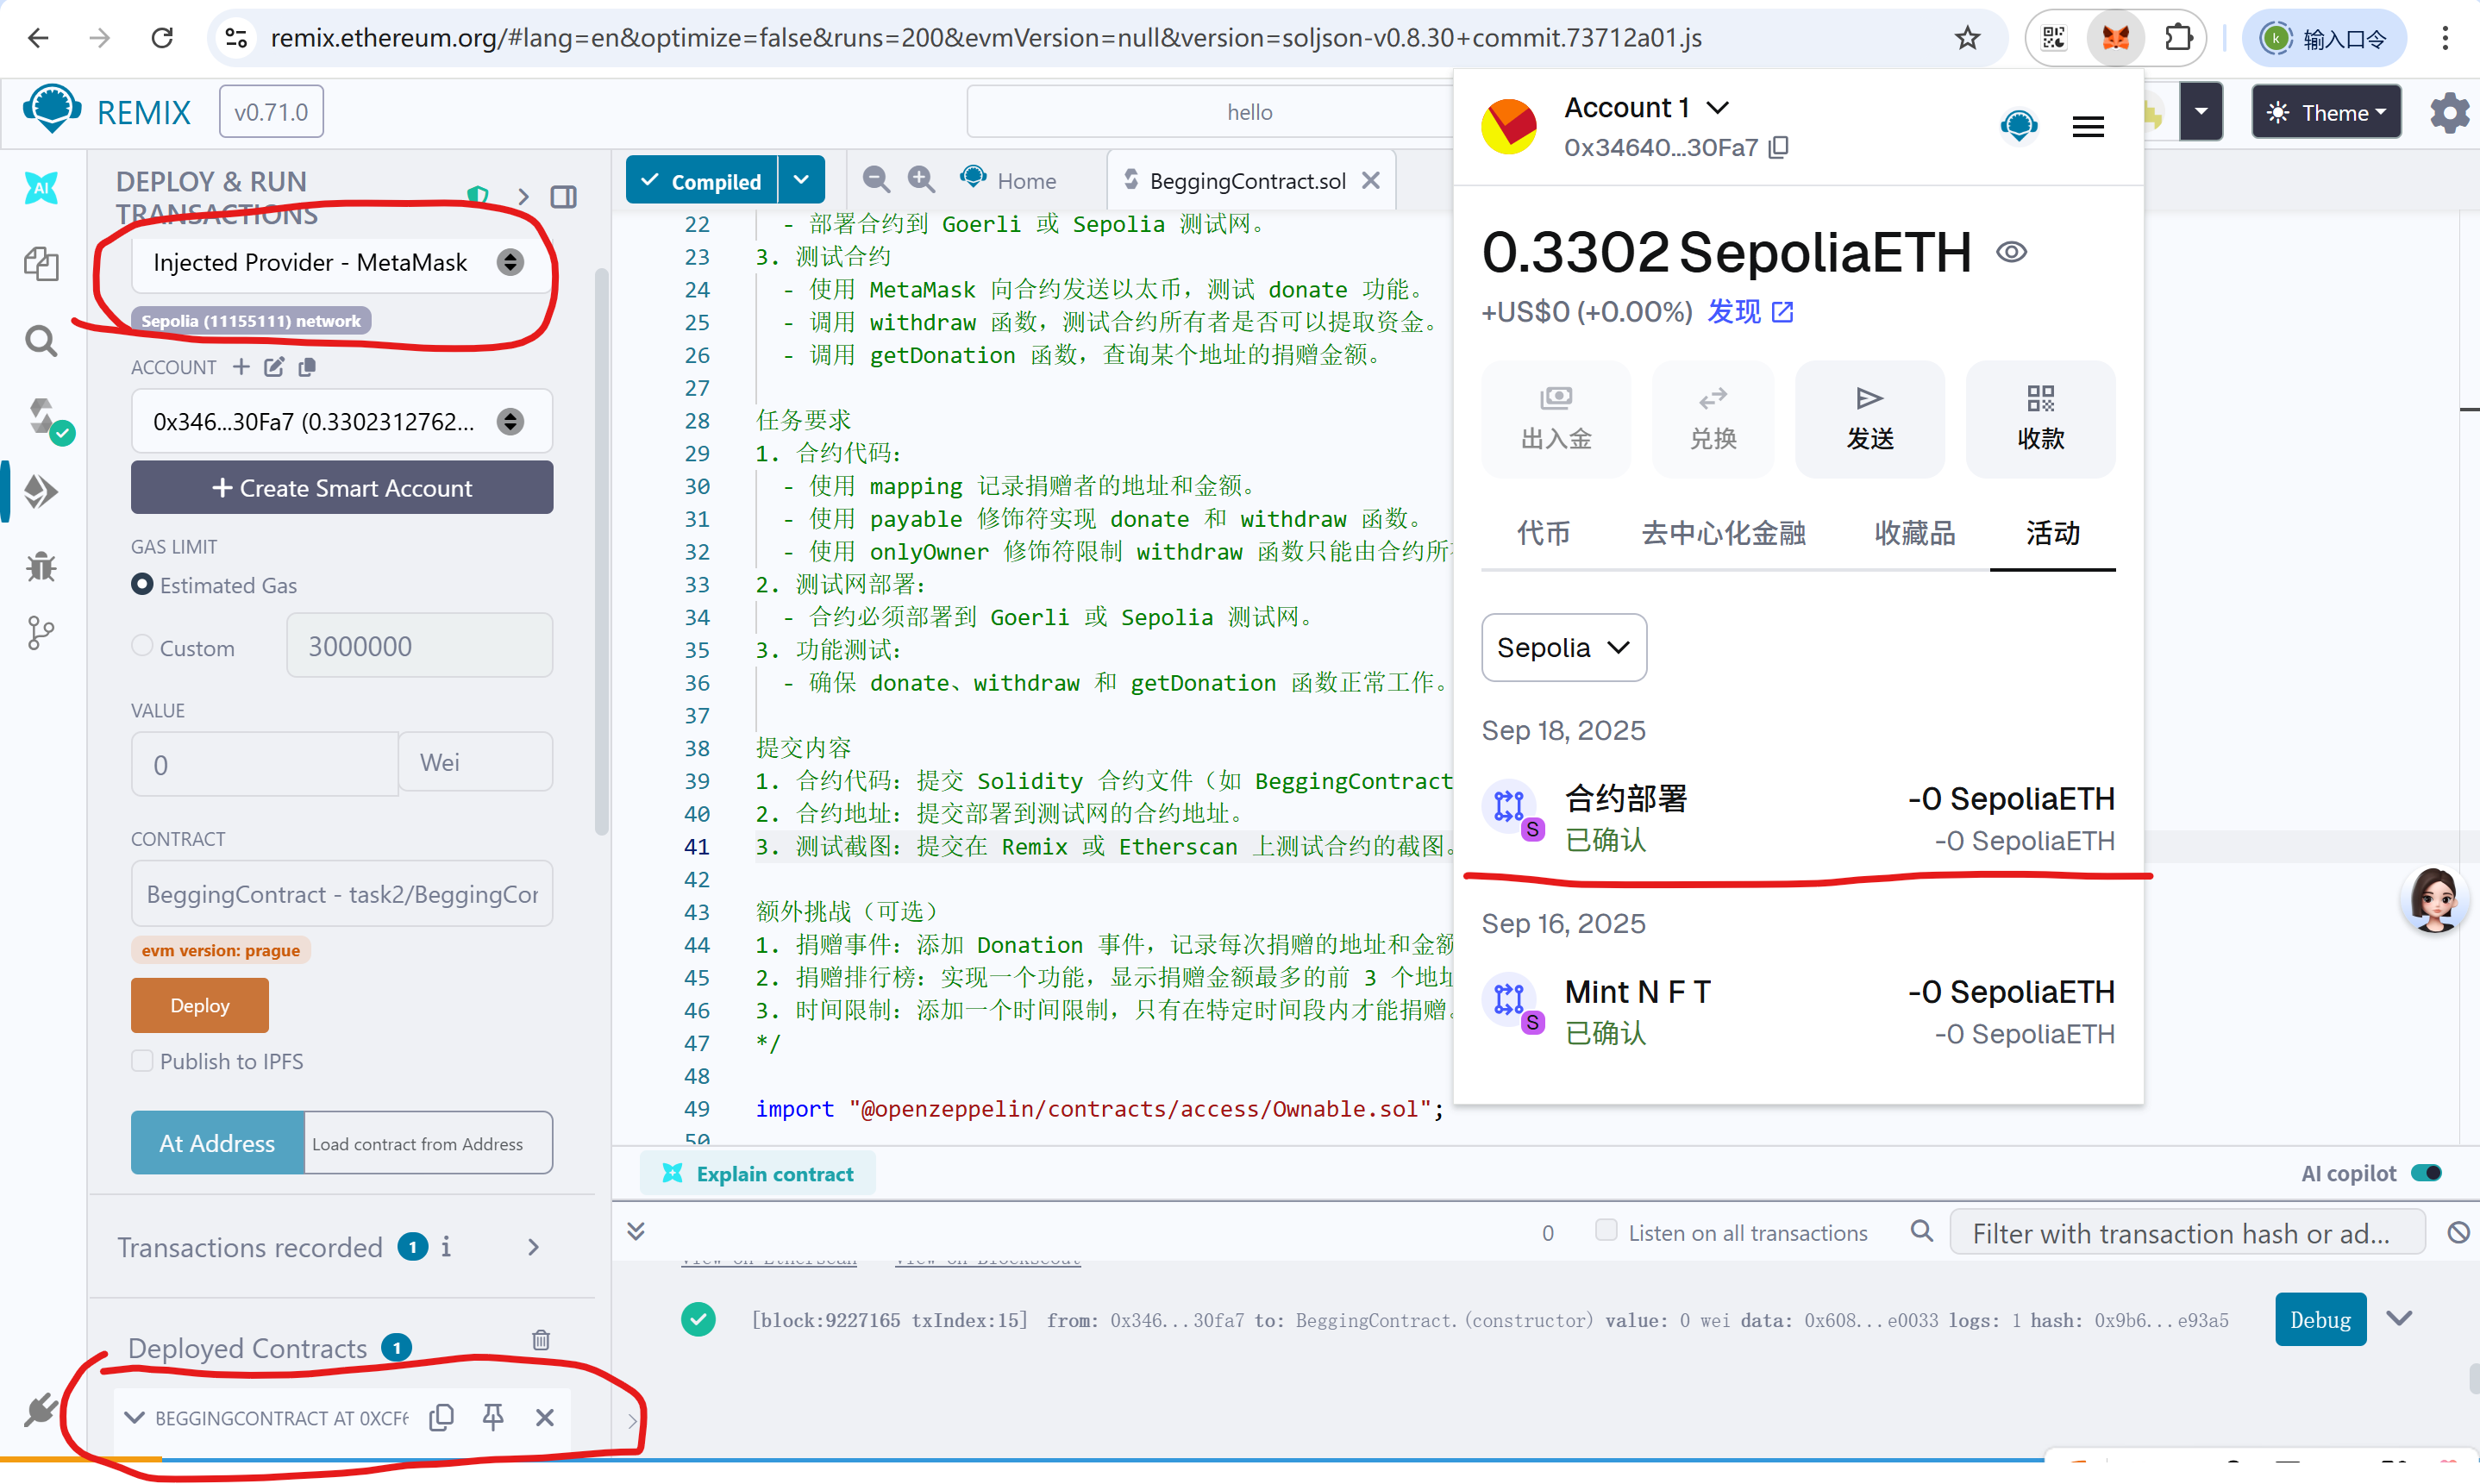 remix.ethereum.org/#lang=en&optimize=false&runs=200&evmVersion=null&version=soljson-v0.8.30+commit.73712a01.js
k 输入口令
REMIX v0.71.0
hello
Theme
DEPLOY & RUN
TRANSACTIONS
Injected Provider - MetaMask
Sepolia (11155111) network
ACCOUNT
0x346...30Fa7 (0.3302312762...
+ Create Smart Account
GAS LIMIT
Estimated Gas
Custom 3000000
VALUE
0 Wei
CONTRACT
BeggingContract - task2/BeggingCor
evm version: prague
Deploy
Publish to IPFS
At Address Load contract from Address
Transactions recorded 1 i
Deployed Contracts 1
BEGGINGCONTRACT AT 0XCF6
AI
Compiled
Home
BeggingContract.sol
22 - 部署合约到 Goerli 或 Sepolia 测试网。
23 3. 测试合约
24 - 使用 MetaMask 向合约发送以太币，测试 donate 功能。
25 - 调用 withdraw 函数，测试合约所有者是否可以提取资金。
26 - 调用 getDonation 函数，查询某个地址的捐赠金额。
27
28 任务要求
29 1. 合约代码：
30 - 使用 mapping 记录捐赠者的地址和金额。
31 - 使用 payable 修饰符实现 donate 和 withdraw 函数。
32 - 使用 onlyOwner 修饰符限制 withdraw 函数只能由合约所
33 2. 测试网部署：
34 - 合约必须部署到 Goerli 或 Sepolia 测试网。
35 3. 功能测试：
36 - 确保 donate、withdraw 和 getDonation 函数正常工作。
37
38 提交内容
39 1. 合约代码：提交 Solidity 合约文件（如 BeggingContract
40 2. 合约地址：提交部署到测试网的合约地址。
41 3. 测试截图：提交在 Remix 或 Etherscan 上测试合约的截图。
42
43 额外挑战（可选）
44 1. 捐赠事件：添加 Donation 事件，记录每次捐赠的地址和金额
45 2. 捐赠排行榜：实现一个功能，显示捐赠金额最多的前 3 个地址
46 3. 时间限制：添加一个时间限制，只有在特定时间段内才能捐赠。
47 */
48
49 import "@openzeppelin/contracts/access/Ownable.sol";
50
Explain contract
AI copilot
0 Listen on all transactions
Filter with transaction hash or ad...
view on Etherscan view on Blockscout
[block:9227165 txIndex:15] from: 0x346...30fa7 to: BeggingContract.(constructor) value: 0 wei data: 0x608...e0033 logs: 1 hash: 0x9b6...e93a5
Debug
Account 1
0x34640...30Fa7
0.3302 SepoliaETH
+US$0 (+0.00%) 发现
出入金 兑换 发送 收款
代币 去中心化金融 收藏品 活动
Sepolia
Sep 18, 2025
合约部署 -0 SepoliaETH
S 已确认 -0 SepoliaETH
Sep 16, 2025
Mint N F T -0 SepoliaETH
S 已确认 -0 SepoliaETH